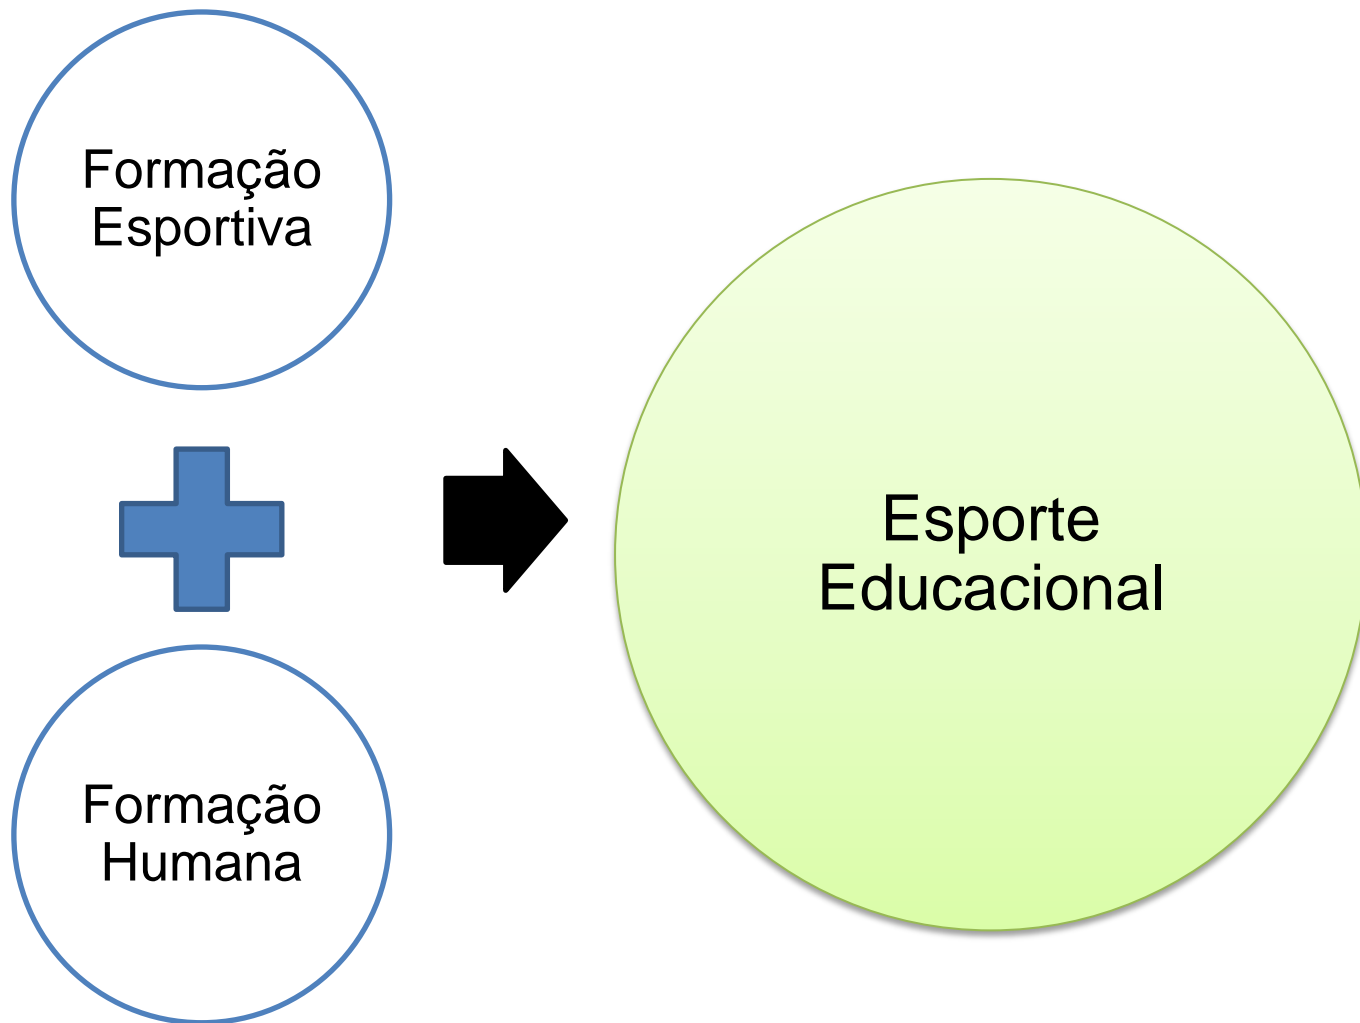 Formação
Esportiva
Formação
Humana
Esporte
Educacional